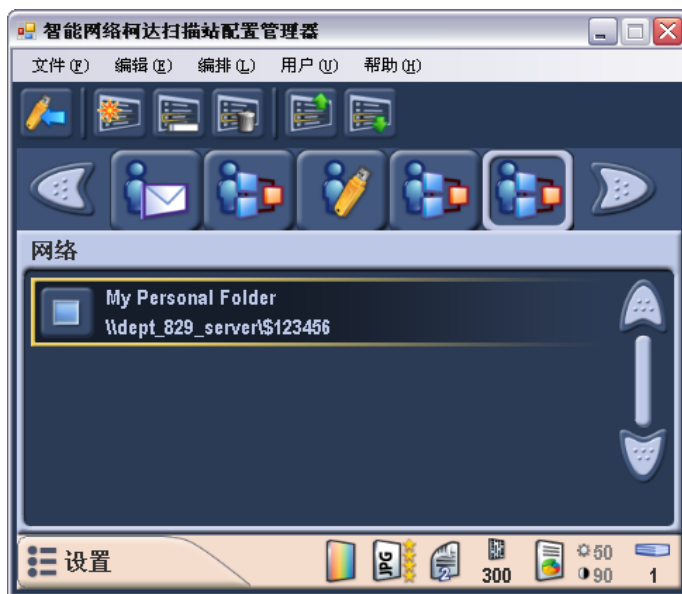 智能网络柯达扫描站配置管理器
文件(F) 编辑(E) 编排(L) 用户(U) 帮助(H)
网络
My Personal Folder
\\dept_829_server\$123456
设置
JPG
2
300
50
90
1